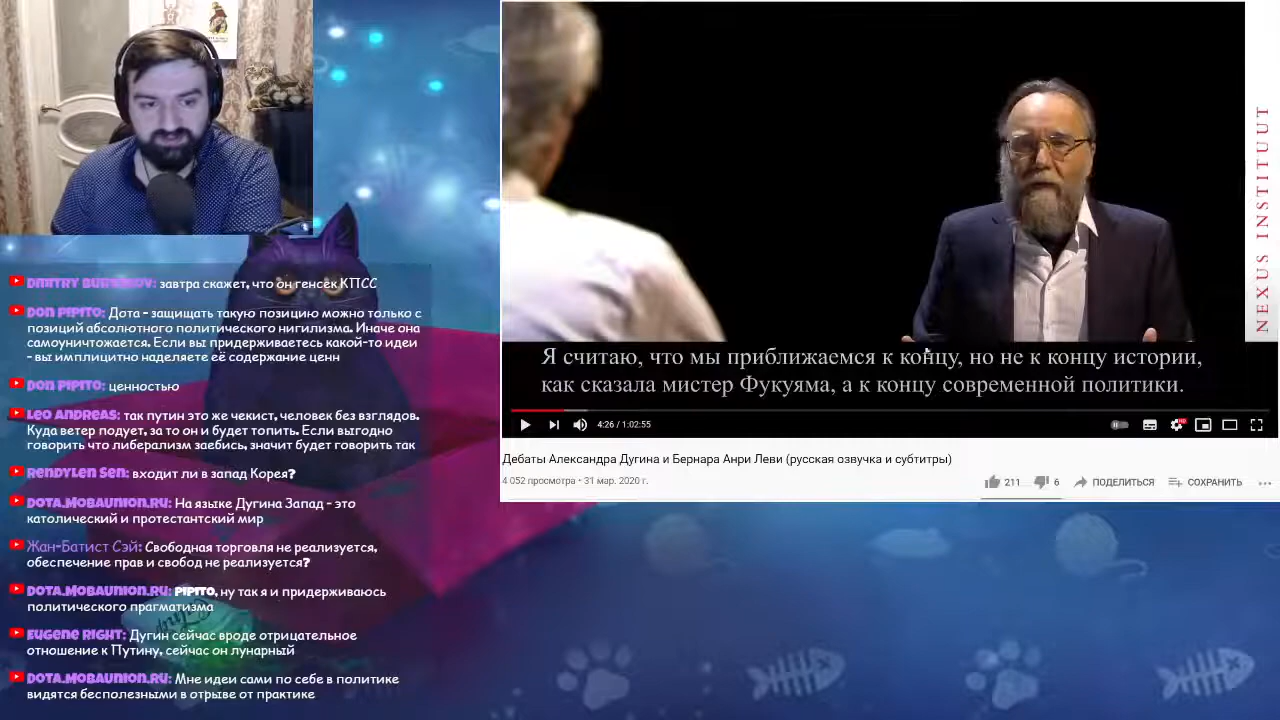 DMITRY BURYAKOV: завтра скажет, что он генсек КПСС
DON PIPITO: Дота - защищать такую позицию можно только с
позиций абсолютного политического нигилизма. Иначе она
самоуничтожается. Если вы придерживаетесь какой-то идеи
- вы имплицитно наделяете её содержание ценн
DON PIPITO: ценностью
LEO ANDREAS: так путин это же чекист, человек без взглядов.
Куда ветер подует, за то он и будет топить. Если выгодно
говорить что либерализм заебись, значит будет говорить так
RENDYLEN SEN: входит ли в запад Корея?
DOTA.MOBAUNION.RU: На языке Дугина Запад - это
католический и протестантский мир
Жан-Батист Сэй: Свободная торговля не реализуется,
обеспечение прав и свобод не реализуется?
DOTA.MOBAUNION.RU: PIPITO, ну так я и придерживаюсь
политического прагматизма
EUGENE RIGHT: Дугин сейчас вроде отрицательное
отношение к Путину, сейчас он лунарный
DOTA.MOBAUNION.RU: Мне идеи сами по себе в политике
видятся бесполезными в отрыве от практике
NEXUS INSTITUUT
Я считаю, что мы приближаемся к концу, но не к концу истории,
как сказала мистер Фукуяма, а к концу современной политики.
4:26 / 1:02:55
HD
Дебаты Александра Дугина и Бернара Анри Леви (русская озвучка и субтитры)
4 052 просмотра • 31 мар. 2020 г.
211 6 ПОДЕЛИТЬСЯ СОХРАНИТЬ